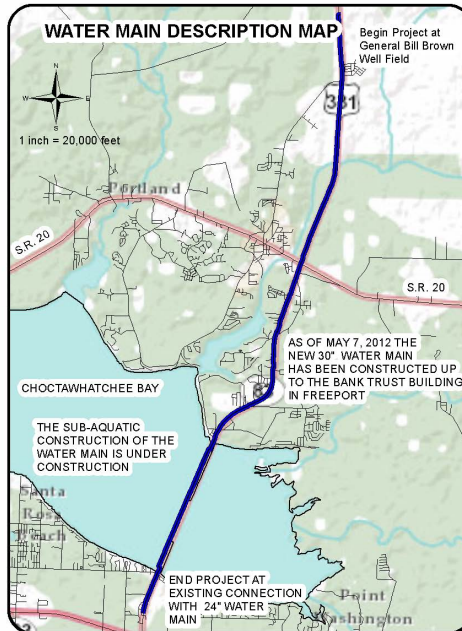 WATER MAIN DESCRIPTION MAP
Begin Project at
General Bill Brown
Well Field
N
W
E
S
1 inch = 20,000 feet
331
Portland
S.R. 20
S.R. 20
AS OF MAY 7, 2012 THE
NEW 30" WATER MAIN
HAS BEEN CONSTRUCTED UP
TO THE BANK TRUST BUILDING
IN FREEPORT
CHOCTAWHATCHEE BAY
THE SUB-AQUATIC
CONSTRUCTION OF THE
WATER MAIN IS UNDER
CONSTRUCTION
Santa
Rosa
Beach
END PROJECT AT
EXISTING CONNECTION
WITH 24" WATER
MAIN
Point
Washington